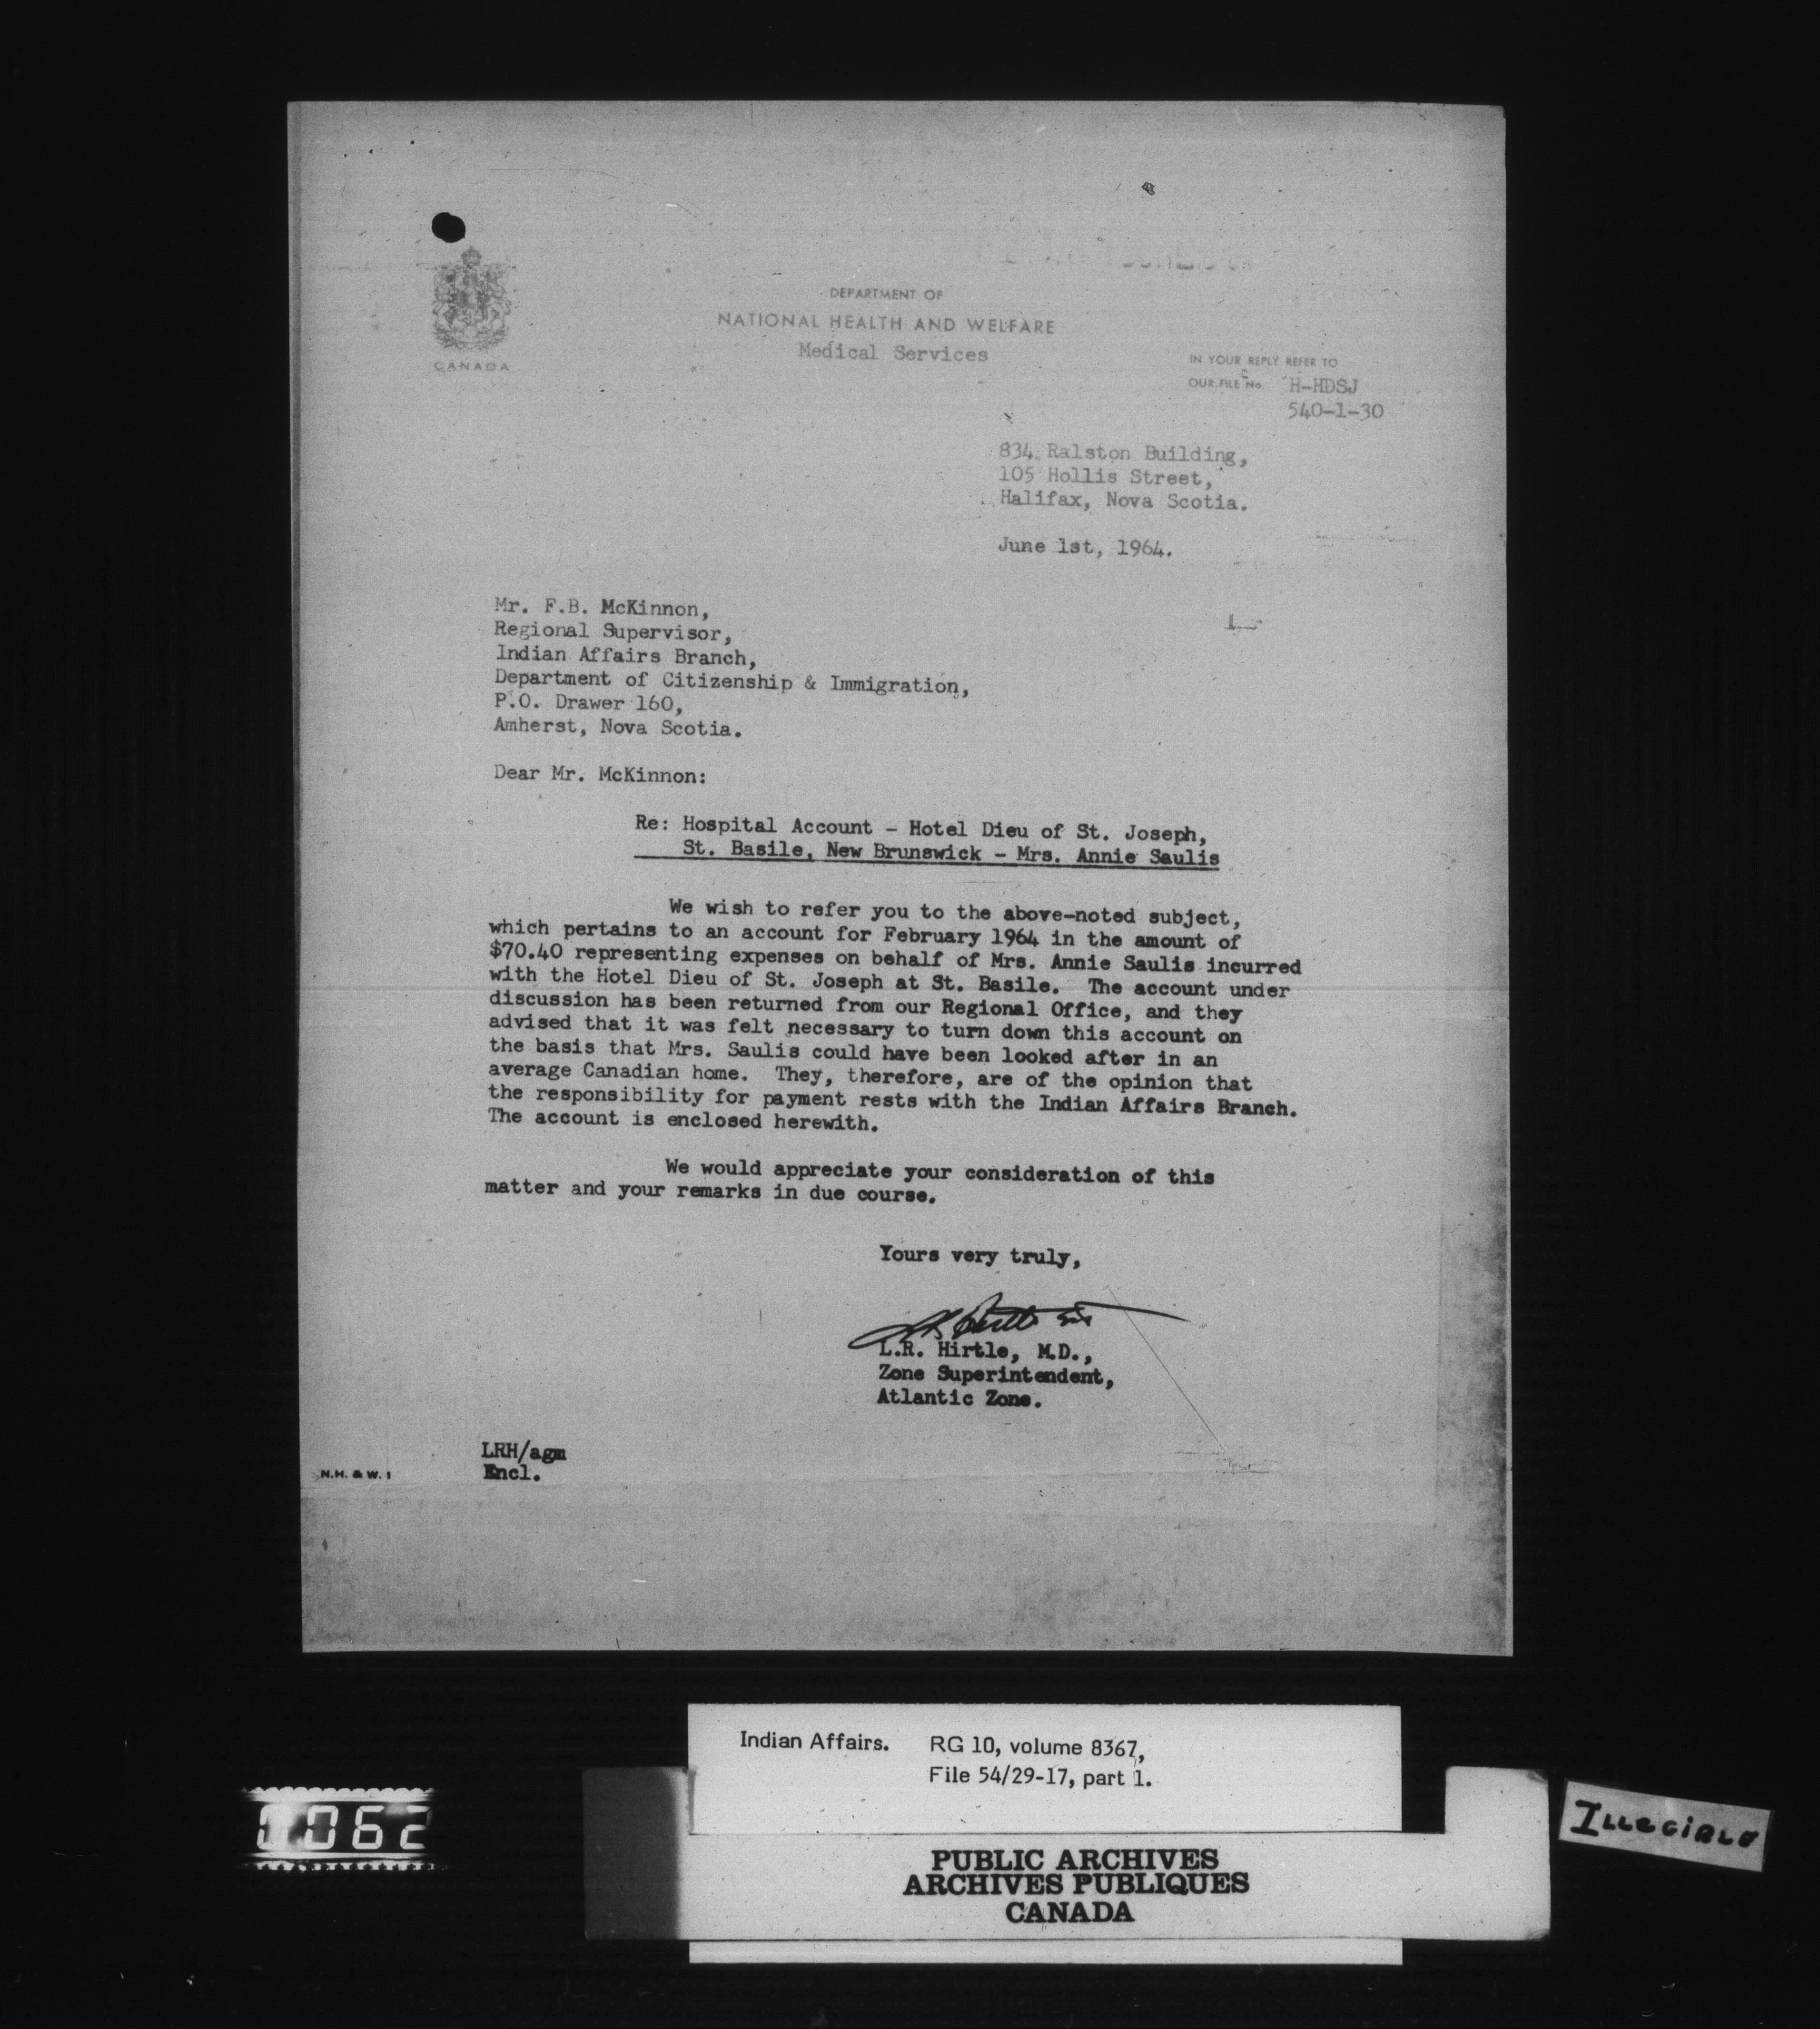 DEPARTMENT OF
NATIONAL HEALTH AND WELFARE
Medical Services
CANADA
IN YOUR REPLY REFER TO
OUR FILE No. H-HDSJ
540-1-30
834 Ralston Building,
105 Hollis Street,
Halifax, Nova Scotia.
June 1st, 1964.
Mr. F.B. McKinnon,
Regional Supervisor,
Indian Affairs Branch,
Department of Citizenship & Immigration,
P.O. Drawer 160,
Amherst, Nova Scotia.
Dear Mr. McKinnon:
Re: Hospital Account - Hotel Dieu of St. Joseph,
St. Basile, New Brunswick - Mrs. Annie Saulis
We wish to refer you to the above-noted subject,
which pertains to an account for February 1964 in the amount of
$70.40 representing expenses on behalf of Mrs. Annie Saulis incurred
with the Hotel Dieu of St. Joseph at St. Basile. The account under
discussion has been returned from our Regional Office, and they
advised that it was felt necessary to turn down this account on
the basis that Mrs. Saulis could have been looked after in an
average Canadian home. They, therefore, are of the opinion that
the responsibility for payment rests with the Indian Affairs Branch.
The account is enclosed herewith.
We would appreciate your consideration of this
matter and your remarks in due course.
Yours very truly,
L.R. Hirtle, M.D.,
Zone Superintendent,
Atlantic Zone.
LRH/agm
Encl.
N.H. & W. 1
Indian Affairs. RG 10, volume 8367,
File 54/29-17, part 1.
0062
PUBLIC ARCHIVES
ARCHIVES PUBLIQUES
CANADA
Illegible